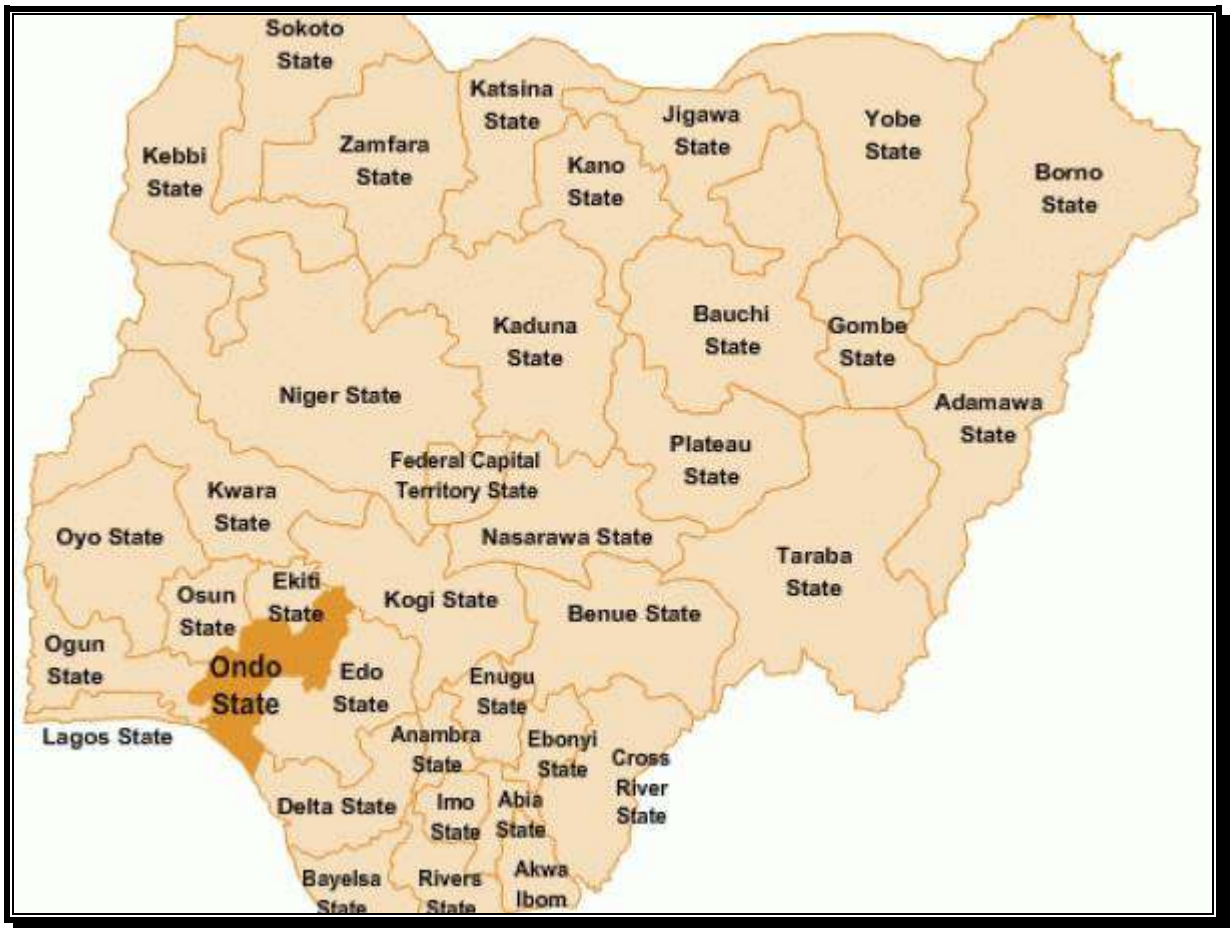 Sokoto
State
Katsina
State
Jigawa
State
Yobe
State
Zamfara
State
Kebbi
State
Kano
State
Borno
State
Kaduna
State
Bauchi
State
Gombe
State
Niger State
Adamawa
State
Plateau
State
Federal Capital
Territory State
Kwara
State
Oyo State
Nasarawa State
Taraba
State
Ekiti
State
Osun
State
Kogi State
Benue State
Ogun
State
Ondo
State
Edo
State
Enugu
State
Lagos State
Anambra
State
Ebonyi
State
Cross
River
State
Delta State
Imo
State
Abia
State
Bayelsa
State
Rivers
State
Akwa
Ibom